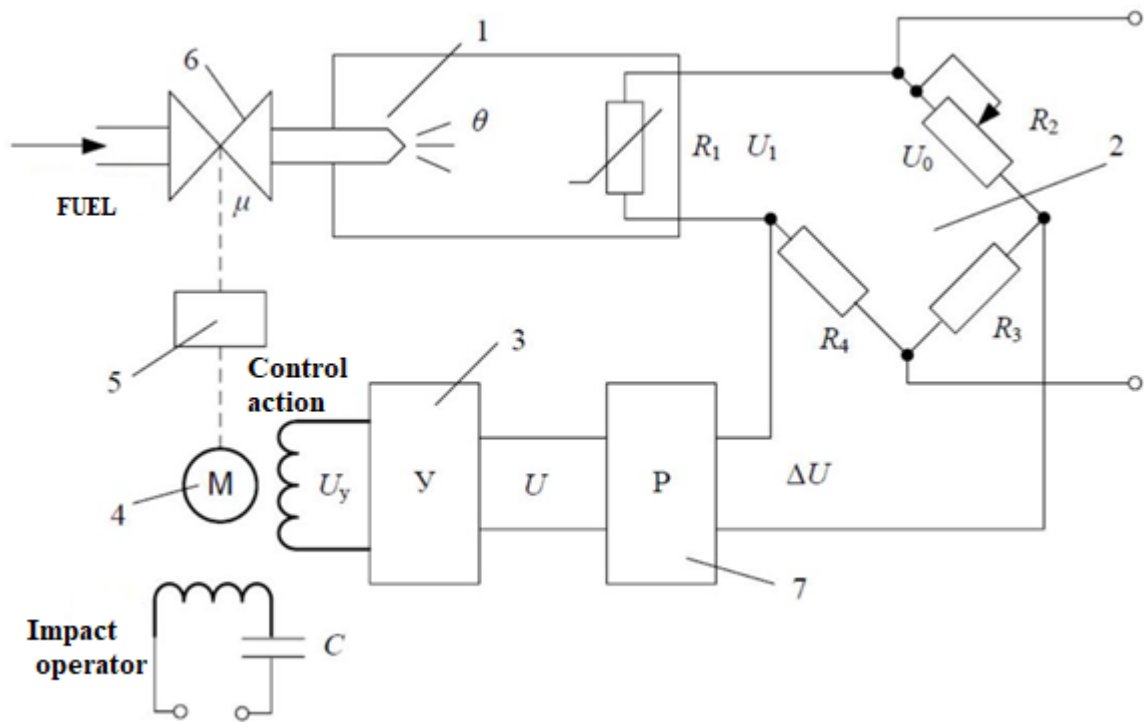 1
6
θ
R₁
U₁
R₂
U₀
2
FUEL
μ
5
Control
action
3
R₄
R₃
M
4
Uᵧ
У
U
Р
ΔU
7
Impact
operator
C